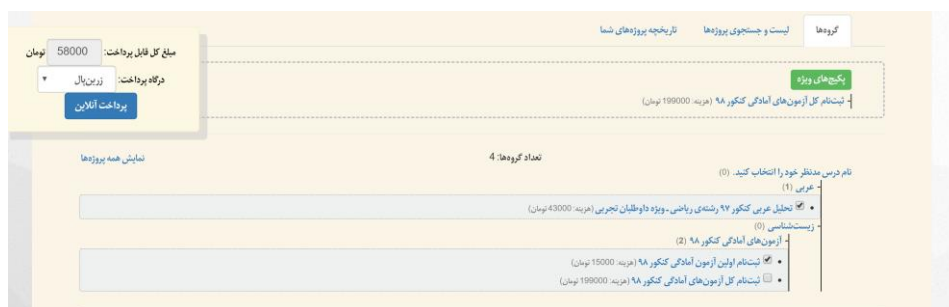 گروه‌ها
لیست و جستجوی پروژه‌ها
تاریخچه پروژه‌های شما
مبلغ کل قابل پرداخت: 58000 تومان
درگاه پرداخت: زرین‌پال
پرداخت آنلاین
پکیج‌های ویژه
ثبت‌نام کل آزمون‌های آمادگی کنکور ۹۸ (هزینه: 199000 تومان)
تعداد گروه‌ها: 4
نمایش همه پروژه‌ها
نام درس مدنظر خود را انتخاب کنید. (0)
عربی (1)
تحلیل عربی کنکور ۹۷ رشته‌ی ریاضی - ویژه داوطلبان تجربی (هزینه: 43000 تومان)
زیست‌شناسی (0)
آزمون‌های آمادگی کنکور ۹۸ (2)
ثبت‌نام اولین آزمون آمادگی کنکور ۹۸ (هزینه: 15000 تومان)
ثبت‌نام کل آزمون‌های آمادگی کنکور ۹۸ (هزینه: 199000 تومان)